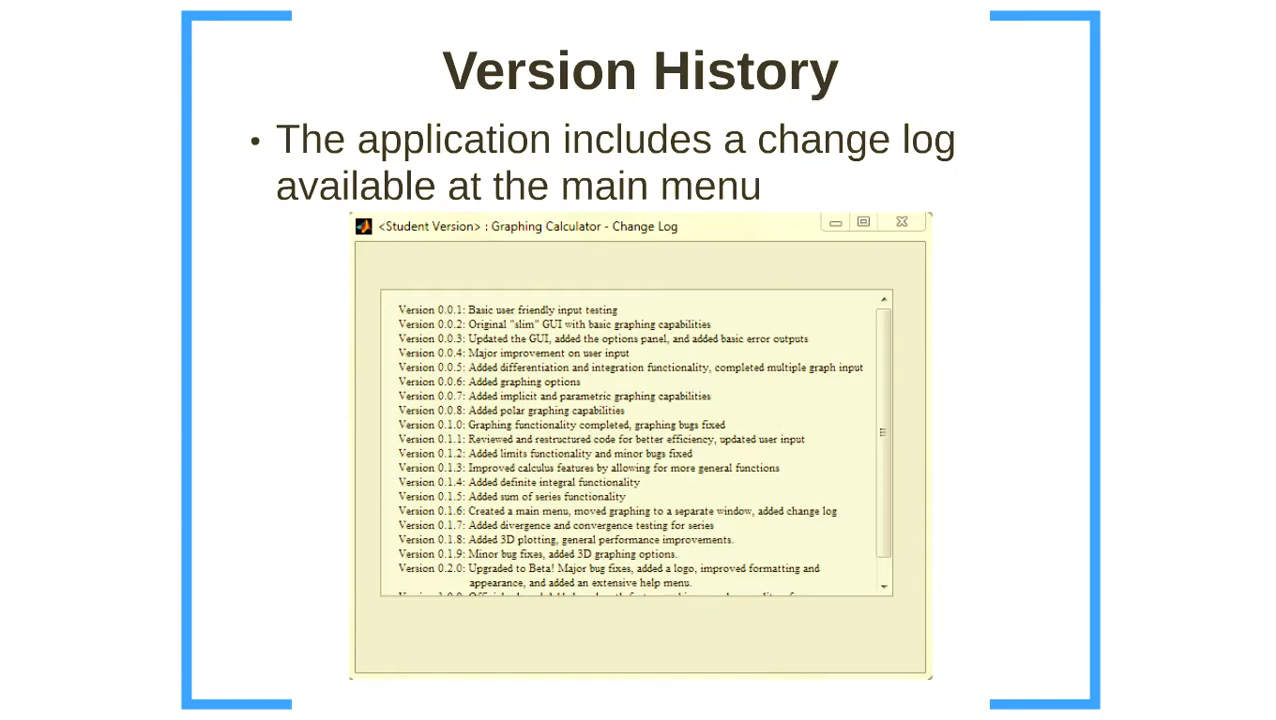 Version History
• The application includes a change log
available at the main menu
<Student Version> : Graphing Calculator - Change Log
Version 0.0.1: Basic user friendly input testing
Version 0.0.2: Original "slim" GUI with basic graphing capabilities
Version 0.0.3: Updated the GUI, added the options panel, and added basic error outputs
Version 0.0.4: Major improvement on user input
Version 0.0.5: Added differentiation and integration functionality, completed multiple graph input
Version 0.0.6: Added graphing options
Version 0.0.7: Added implicit and parametric graphing capabilities
Version 0.0.8: Added polar graphing capabilities
Version 0.1.0: Graphing functionality completed, graphing bugs fixed
Version 0.1.1: Reviewed and restructured code for better efficiency, updated user input
Version 0.1.2: Added limits functionality and minor bugs fixed
Version 0.1.3: Improved calculus features by allowing for more general functions
Version 0.1.4: Added definite integral functionality
Version 0.1.5: Added sum of series functionality
Version 0.1.6: Created a main menu, moved graphing to a separate window, added change log
Version 0.1.7: Added divergence and convergence testing for series
Version 0.1.8: Added 3D plotting, general performance improvements.
Version 0.1.9: Minor bug fixes, added 3D graphing options.
Version 0.2.0: Upgraded to Beta! Major bug fixes, added a logo, improved formatting and
appearance, and added an extensive help menu.